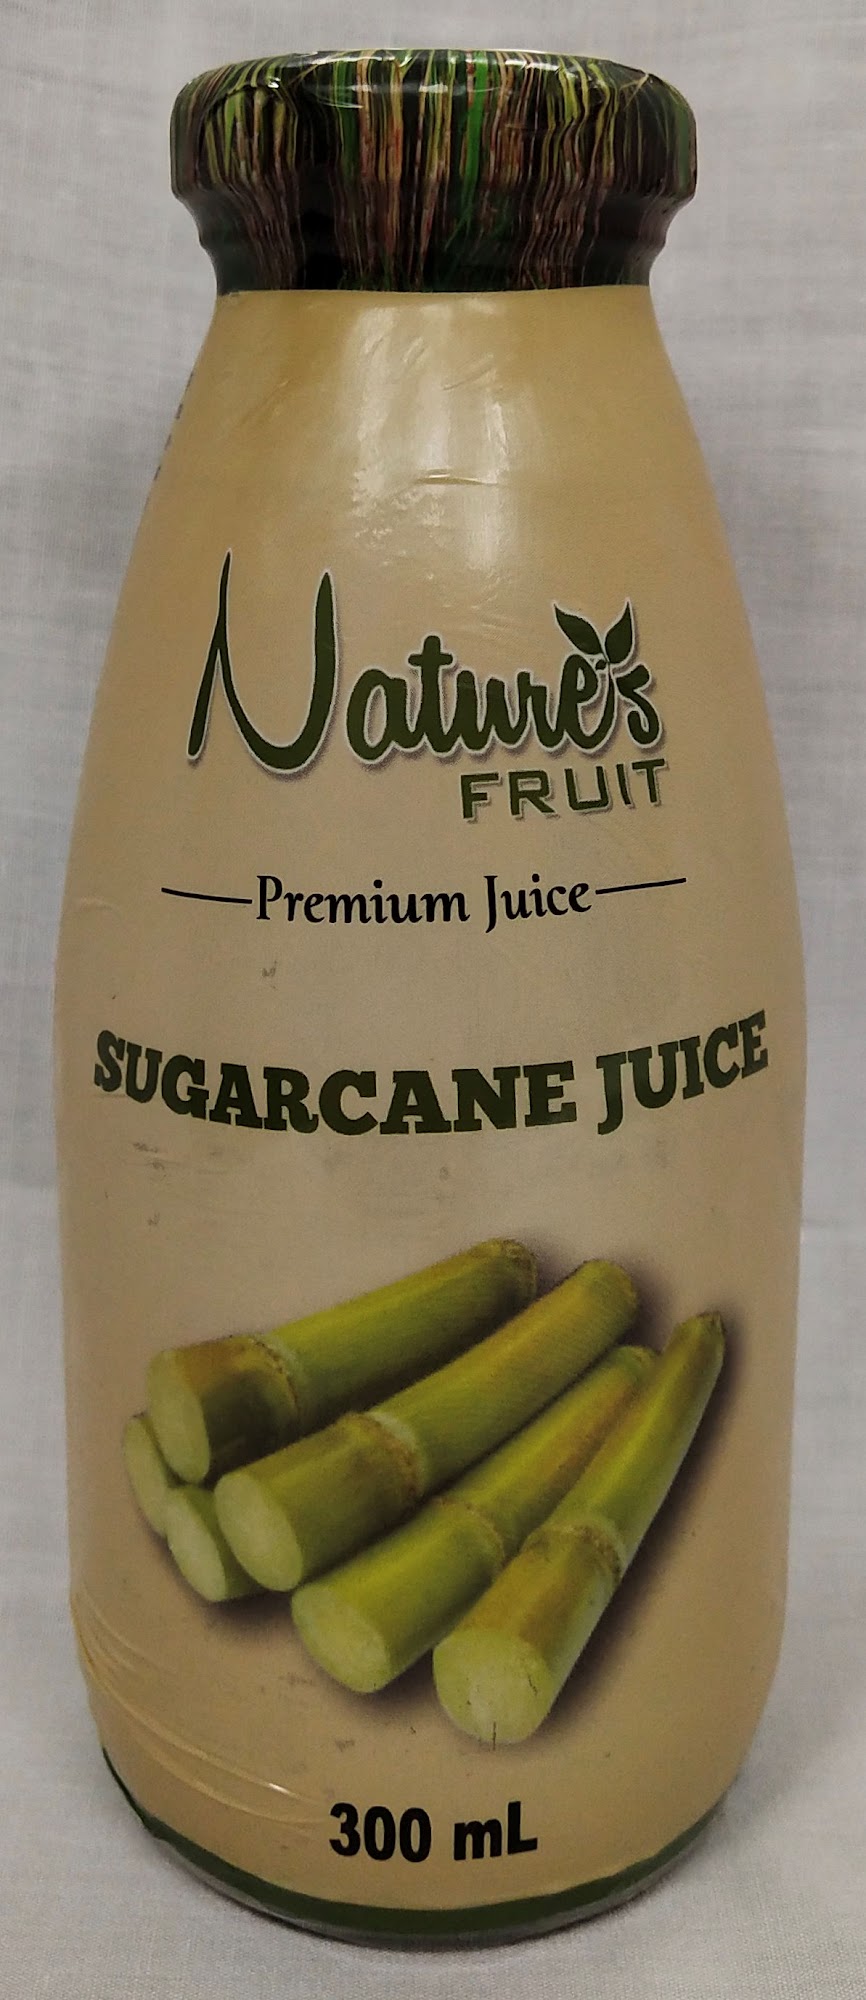 Nature's
FRUIT
Premium Juice
SUGARCANE JUICE
300 mL